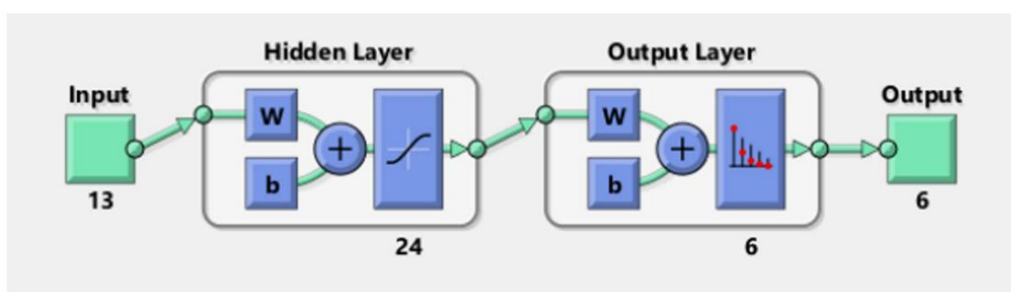 Hidden Layer
Output Layer
Input
Output
W
+
b
W
+
b
13
6
24
6